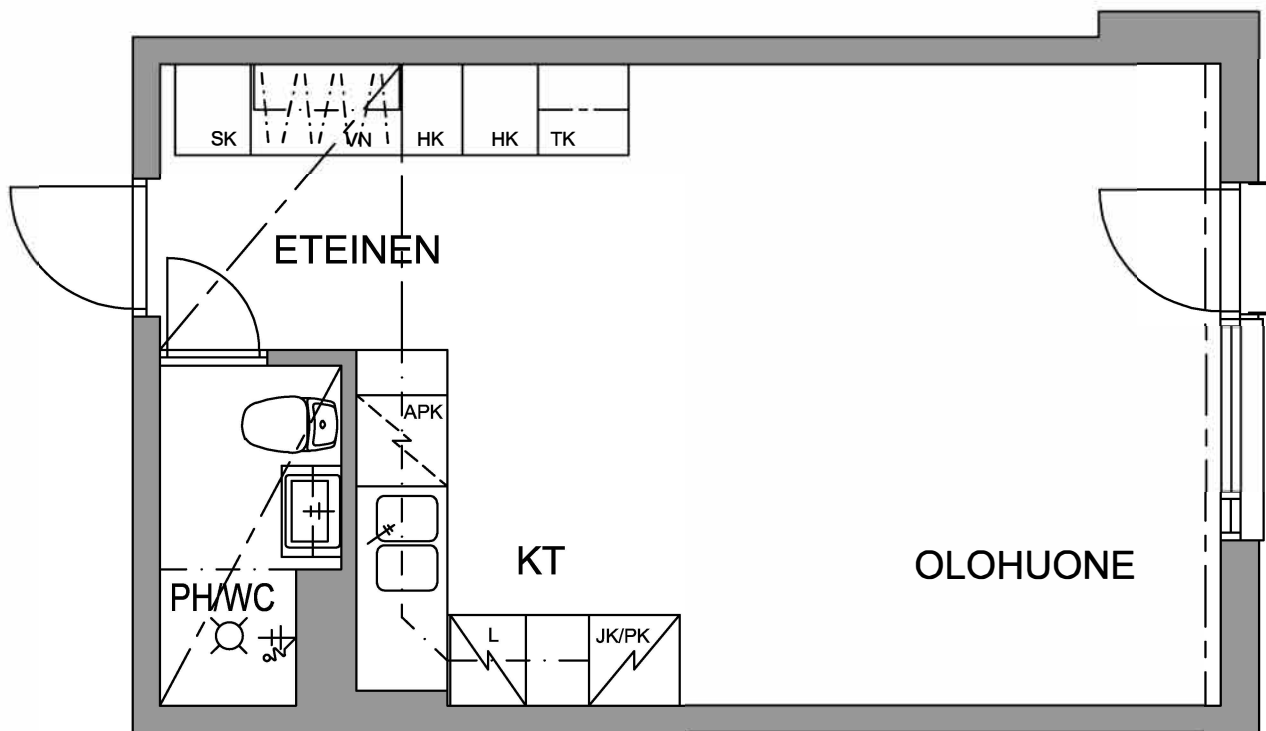 SK VN HK HK TK
ETEINEN
APK
KT
OLOHUONE
PH/WC
L
JK/PK